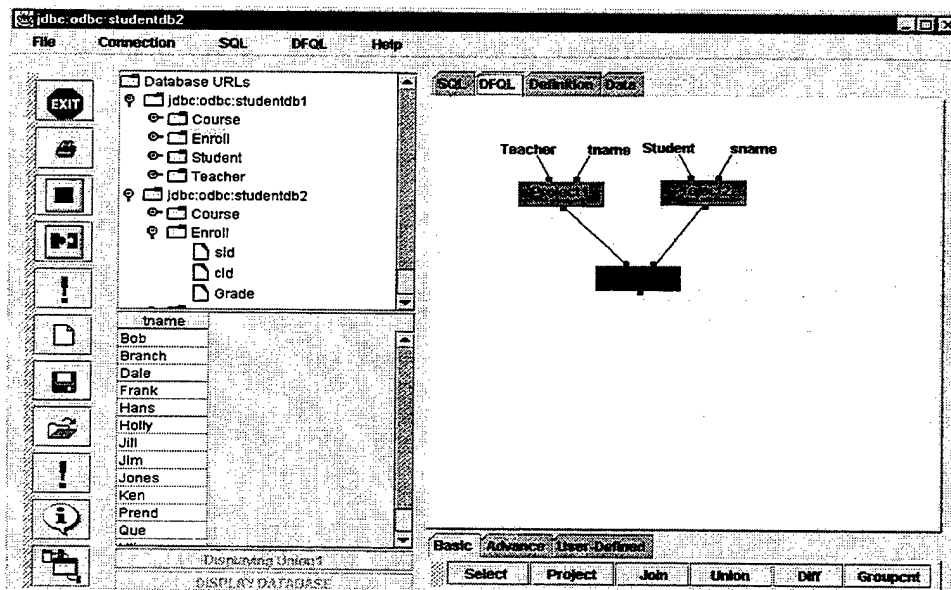 jdbc:odbc:studentdb2
File Connection SQL DFQL Help
EXIT
Database URLs
jdbc:odbc:studentdb1
Course
Enroll
Student
Teacher
jdbc:odbc:studentdb2
Course
Enroll
sid
cid
Grade
tname
Bob
Branch
Dale
Frank
Hans
Holly
Jill
Jim
Jones
Ken
Prend
Que
Displaying Union1
DISPLAY DATABASE
SQL DFQL Definition Data
Teacher tname Student sname
Basic Advance User-Defined
Select Project Join Union Diff Groupcnt